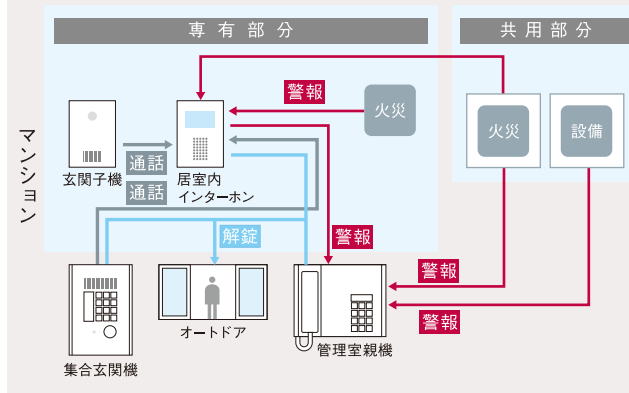 専有部分
共用部分
警報
火災
火災
設備
マンション
通話
玄関子機
居室内
インターホン
通話
解錠
警報
警報
警報
オートドア
管理室親機
集合玄関機